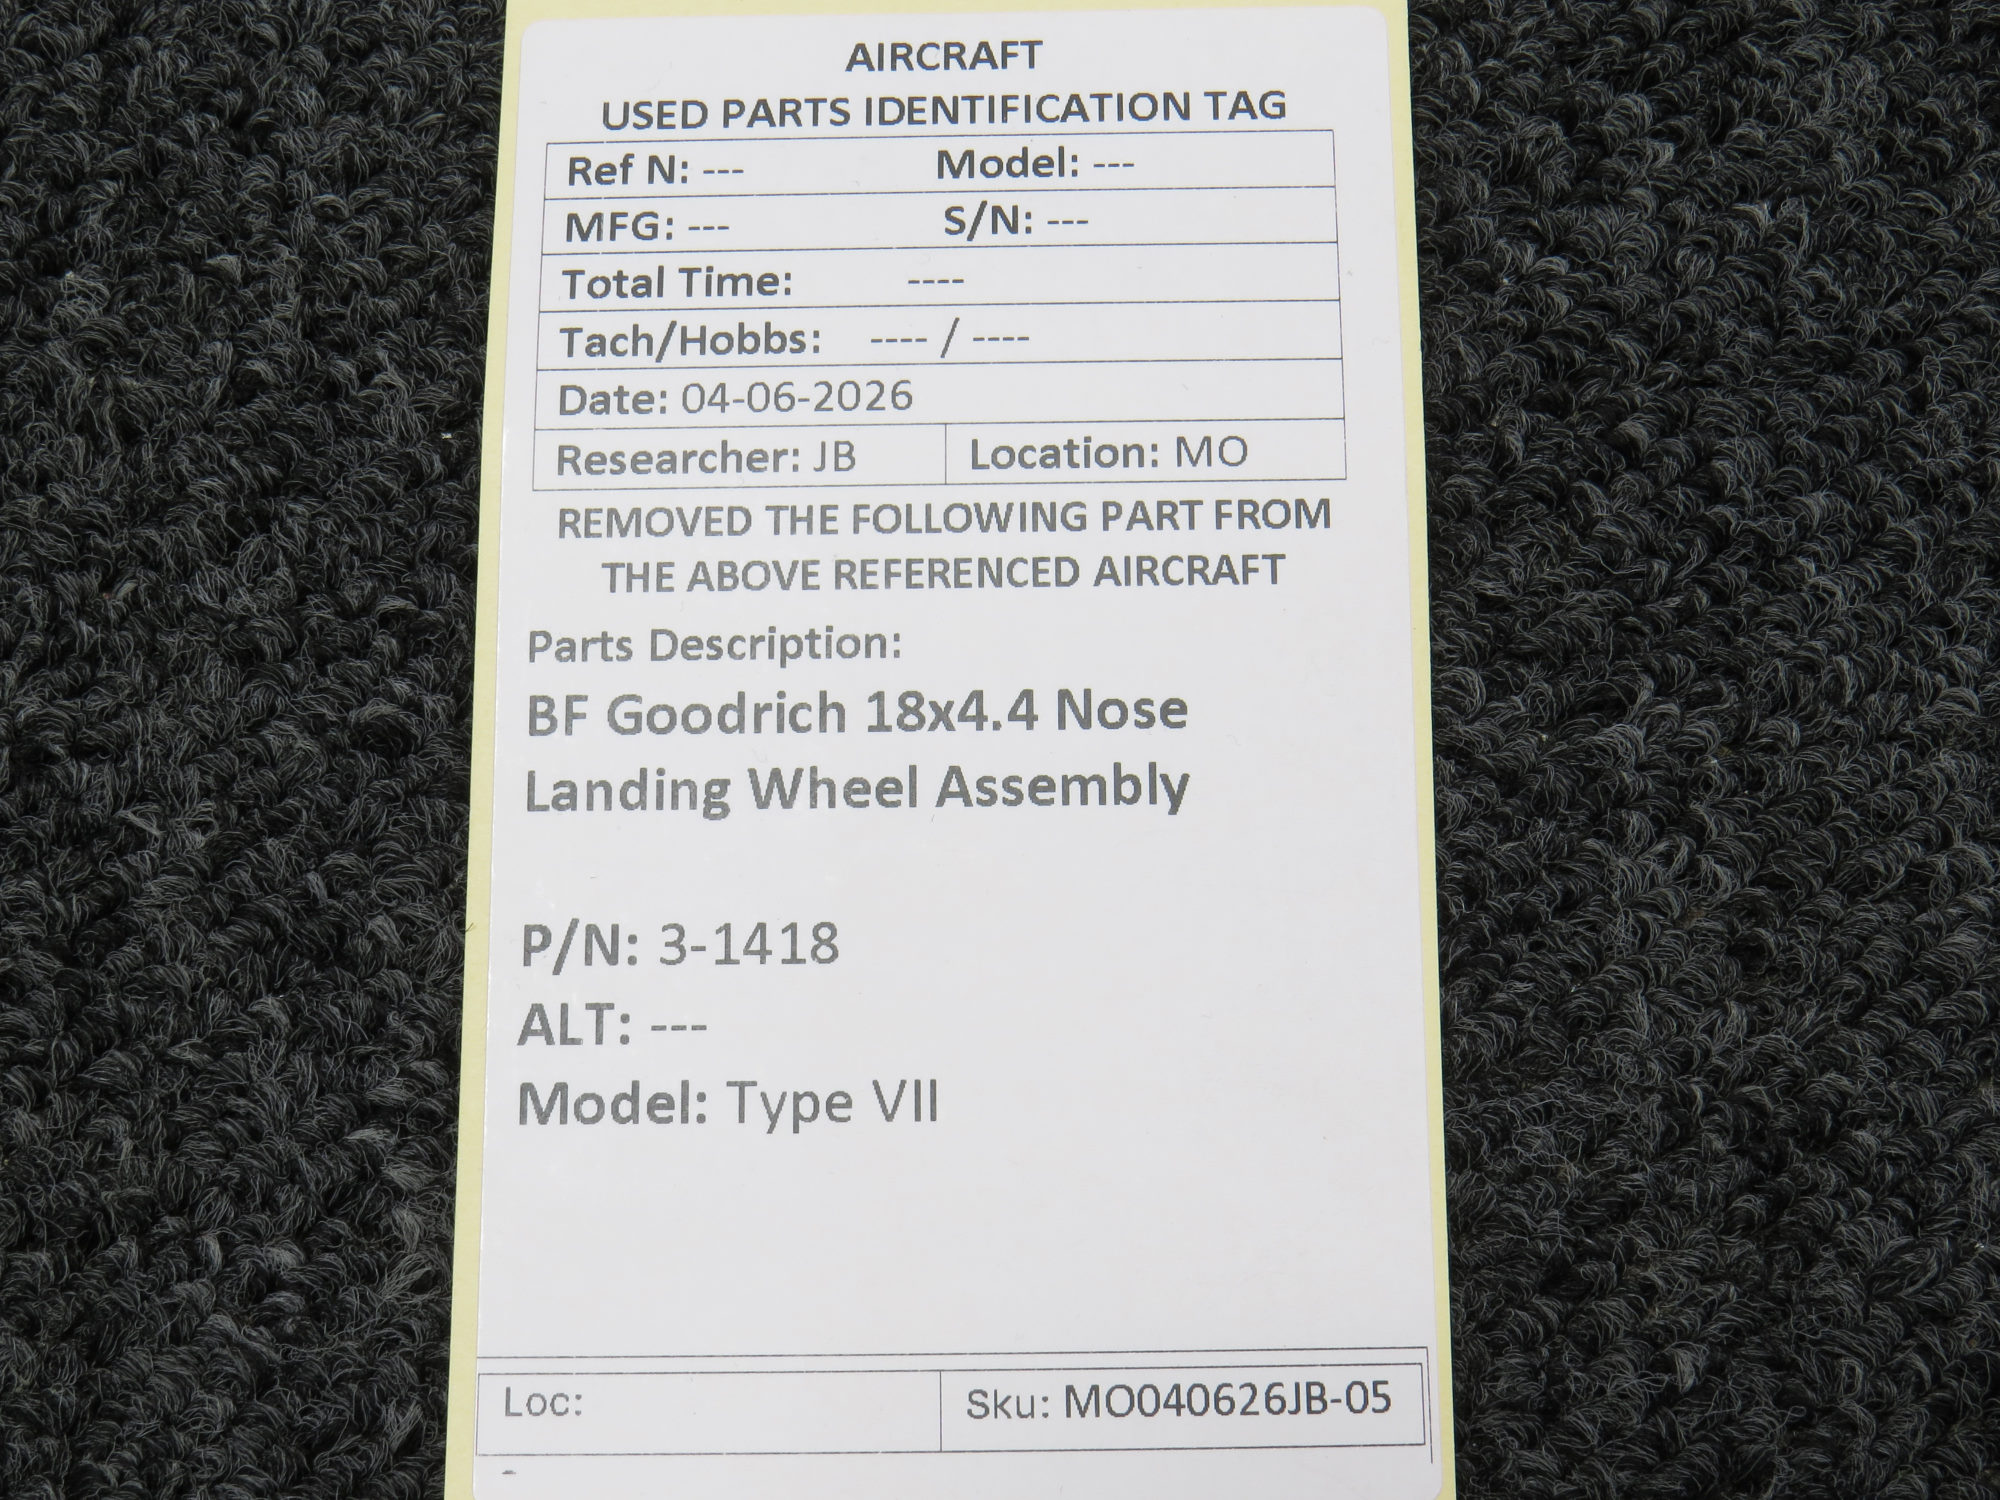 AIRCRAFT
USED PARTS IDENTIFICATION TAG
Ref N: --- Model: ---
MFG: --- S/N: ---
Total Time: ----
Tach/Hobbs: ---- / ----
Date: 04-06-2026
Researcher: JB Location: MO
REMOVED THE FOLLOWING PART FROM
THE ABOVE REFERENCED AIRCRAFT
Parts Description:
BF Goodrich 18x4.4 Nose
Landing Wheel Assembly
P/N: 3-1418
ALT: ---
Model: Type VII
Loc: Sku: MO040626JB-05
-